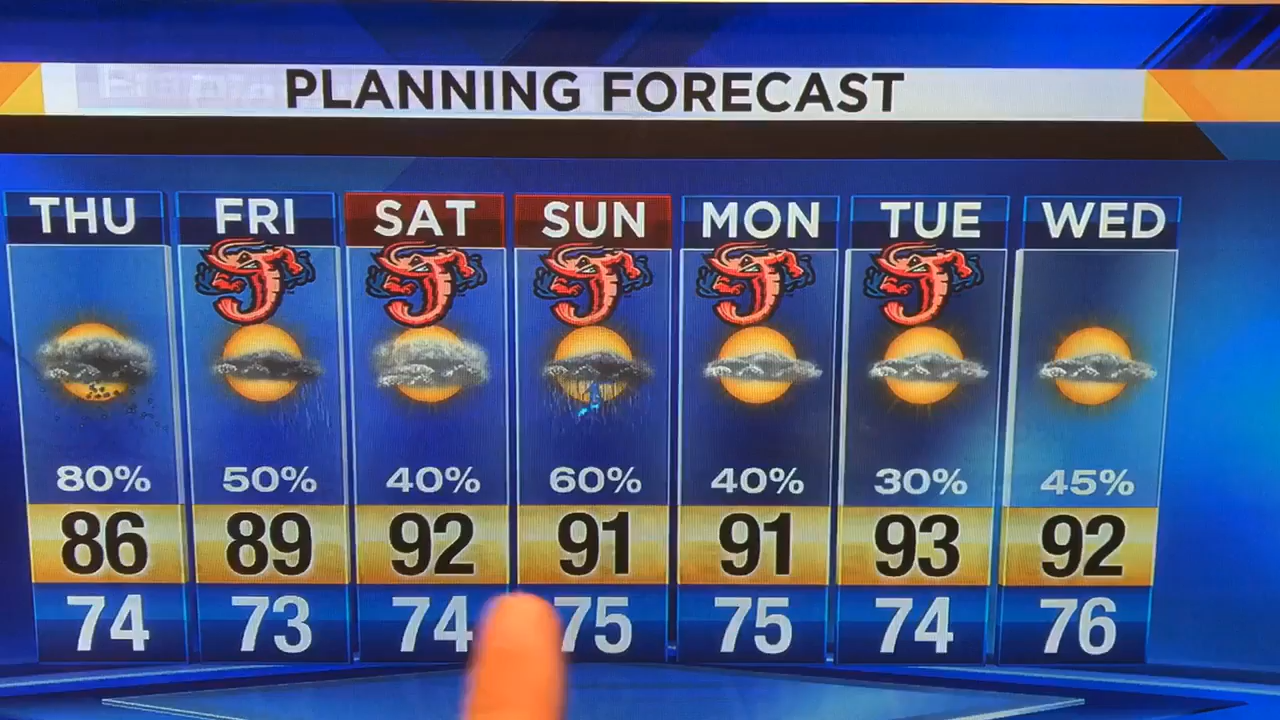 PLANNING FORECAST
THU FRI SAT SUN MON TUE WED
80% 50% 40% 60% 40% 30% 45%
86 89 92 91 91 93 92
74 73 74 75 75 74 76